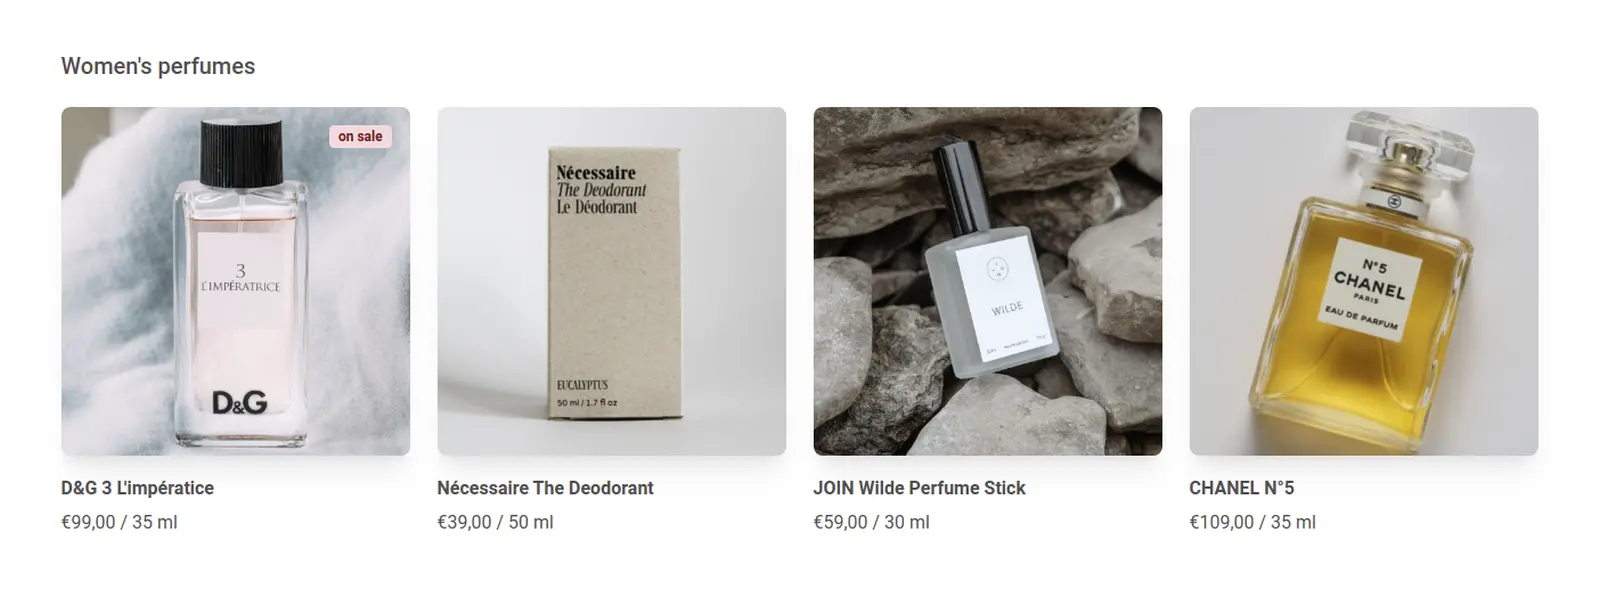 Women's perfumes
on sale
3
L'IMPÉRATRICE
D&G
D&G 3 L'impératice
€99,00 / 35 ml
Nécessaire
The Deodorant
Le Déodorant
EUCALYPTUS
50 ml / 1.7 fl oz
Nécessaire The Deodorant
€39,00 / 50 ml
WILDE
JOIN Wilde Perfume Stick
€59,00 / 30 ml
N°5
CHANEL
PARIS
EAU DE PARFUM
CHANEL N°5
€109,00 / 35 ml